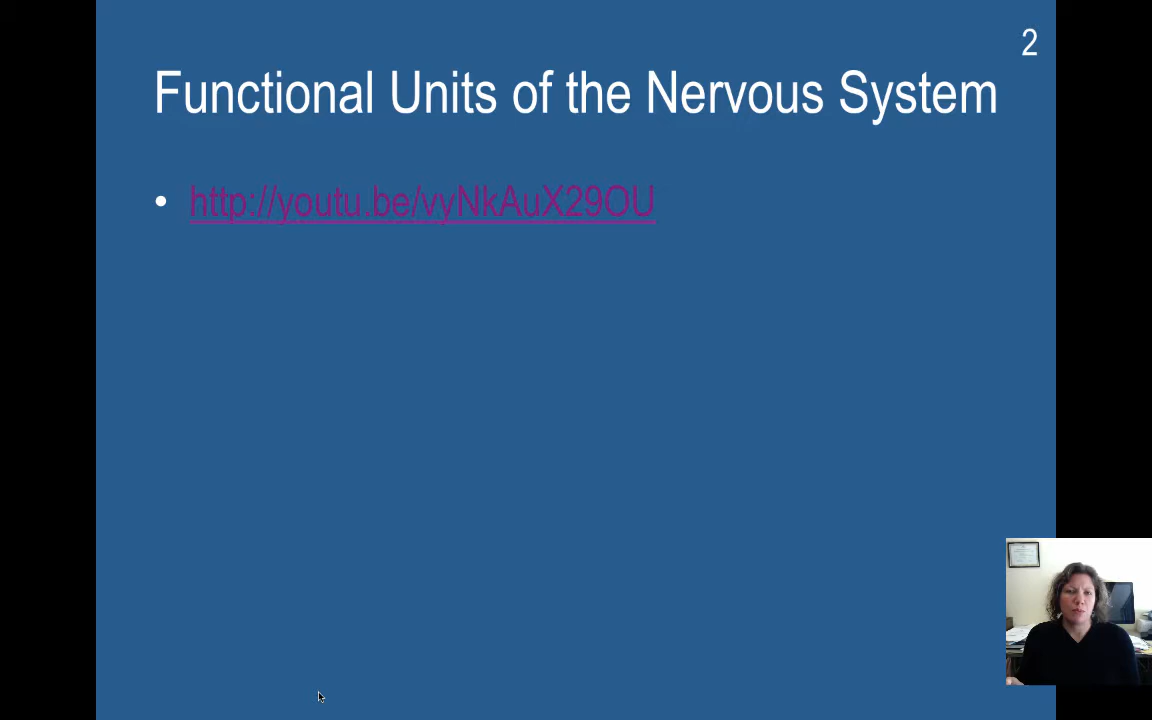 2
Functional Units of the Nervous System
• http://youtu.be/vyNkAuX29OU